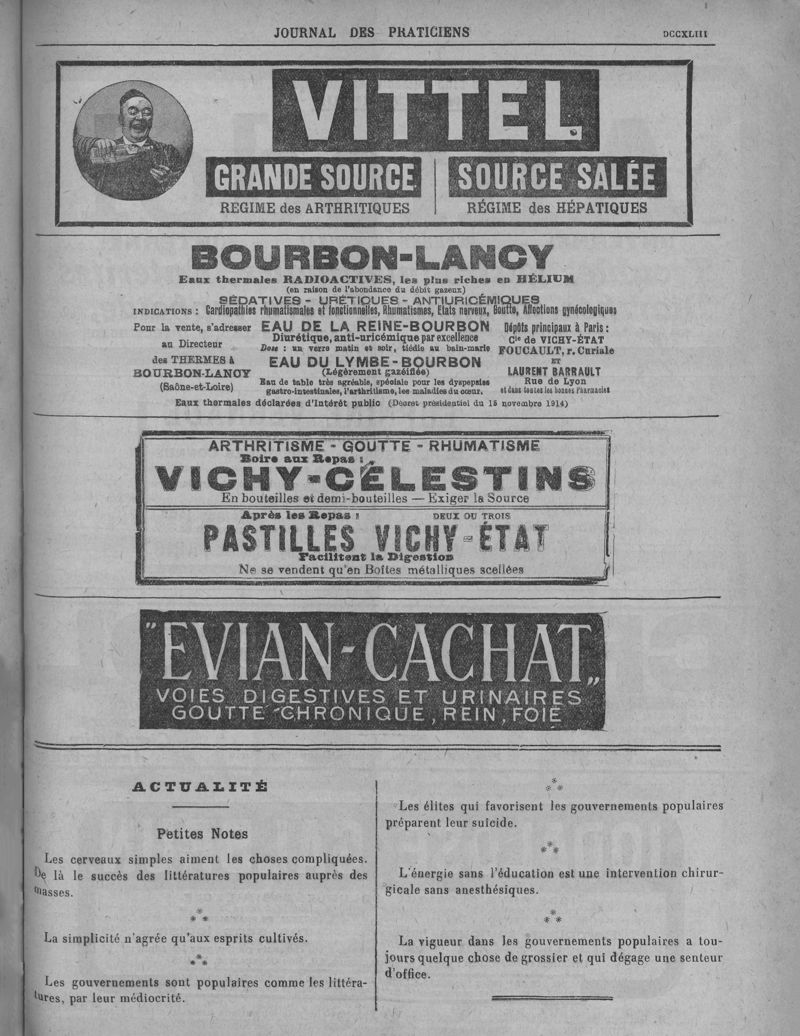 JOURNAL DES PRATICIENS
DCCXLIII
VITTEL
GRANDE SOURCE
REGIME des ARTHRITIQUES
SOURCE SALÉE
RÉGIME des HÉPATIQUES
BOURBON-LANCY
Eaux thermales RADIOACTIVES, les plus riches en HÉLIUM
(en raison de l'abondance du débit gazeux)
SÉDATIVES - URÉTIQUES - ANTIURICÉMIQUES
INDICATIONS : Cardiopathies rhumatismales et fonctionnelles, Rhumatismes, Etats nerveux, Goutte, Affections gynécologiques
Pour la vente, s'adresser
au Directeur
des THERMES à
BOURBON-LANCY
(Saône-et-Loire)
EAU DE LA REINE-BOURBON
Diurétique, anti-uricémique par excellence
Dose : un verre matin et soir, tiédie au bain-marie
EAU DU LYMBE-BOURBON
(Légèrement gazéifiée)
Eau de table très agréable, spéciale pour les dyspepsies
gastro-intestinales, l'arthritisme, les maladies du cœur.
Dépôts principaux à Paris :
Cie de VICHY-ÉTAT
FOUCAULT, r. Curiale
ET
LAURENT BARRAULT
Rue de Lyon
et dans toutes les bonnes Pharmacies
Eaux thermales déclarées d'Intérêt public (Décret présidentiel du 15 novembre 1914)
ARTHRITISME - GOUTTE - RHUMATISME
Boire aux Repas :
VICHY-CÉLESTINS
En bouteilles et demi-bouteilles — Exiger la Source
Après les Repas : DEUX OU TROIS
PASTILLES VICHY-ÉTAT
Facilitent la Digestion
Ne se vendent qu'en Boîtes métalliques scellées
"EVIAN-CACHAT„
VOIES DIGESTIVES ET URINAIRES
GOUTTE CHRONIQUE, REIN, FOIE
ACTUALITÉ
Petites Notes
Les cerveaux simples aiment les choses compliquées.
De là le succès des littératures populaires auprès des
masses.
* * *
La simplicité n'agrée qu'aux esprits cultivés.
* * *
Les gouvernements sont populaires comme les littéra-
tures, par leur médiocrité.
* * *
Les élites qui favorisent les gouvernements populaires
préparent leur suicide.
* * *
L'énergie sans l'éducation est une intervention chirur-
gicale sans anesthésiques.
* * *
La vigueur dans les gouvernements populaires a tou-
jours quelque chose de grossier et qui dégage une senteur
d'office.